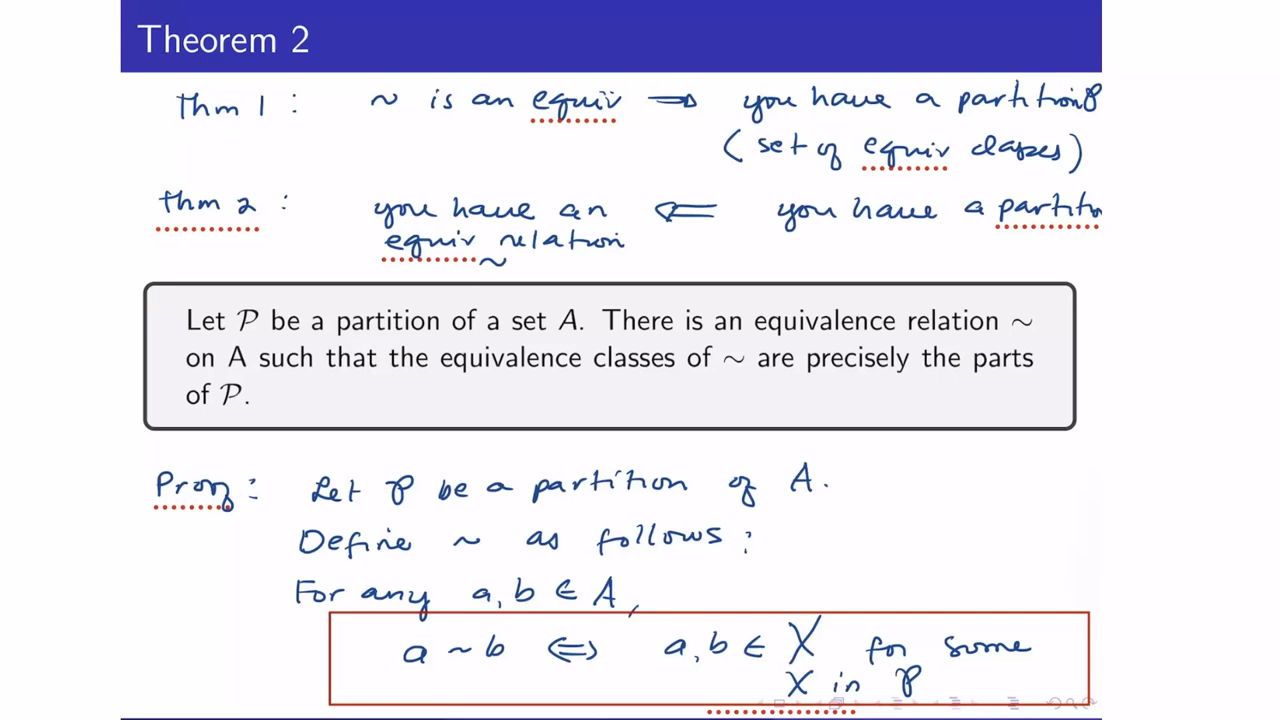 Theorem 2
Thm 1 : ~ is an equiv ⟹ you have a partition 𝒫
(set of equiv classes)
thm 2 : you have an ⟸ you have a partitio
equiv relation
~
Let 𝒫 be a partition of a set A. There is an equivalence relation ∼
on A such that the equivalence classes of ∼ are precisely the parts
of 𝒫.
Proof : Let 𝒫 be a partition of A.
Define ~ as follows :
For any a, b ∈ A,
a ~ b ⟺ a, b ∈ X for some
X in 𝒫